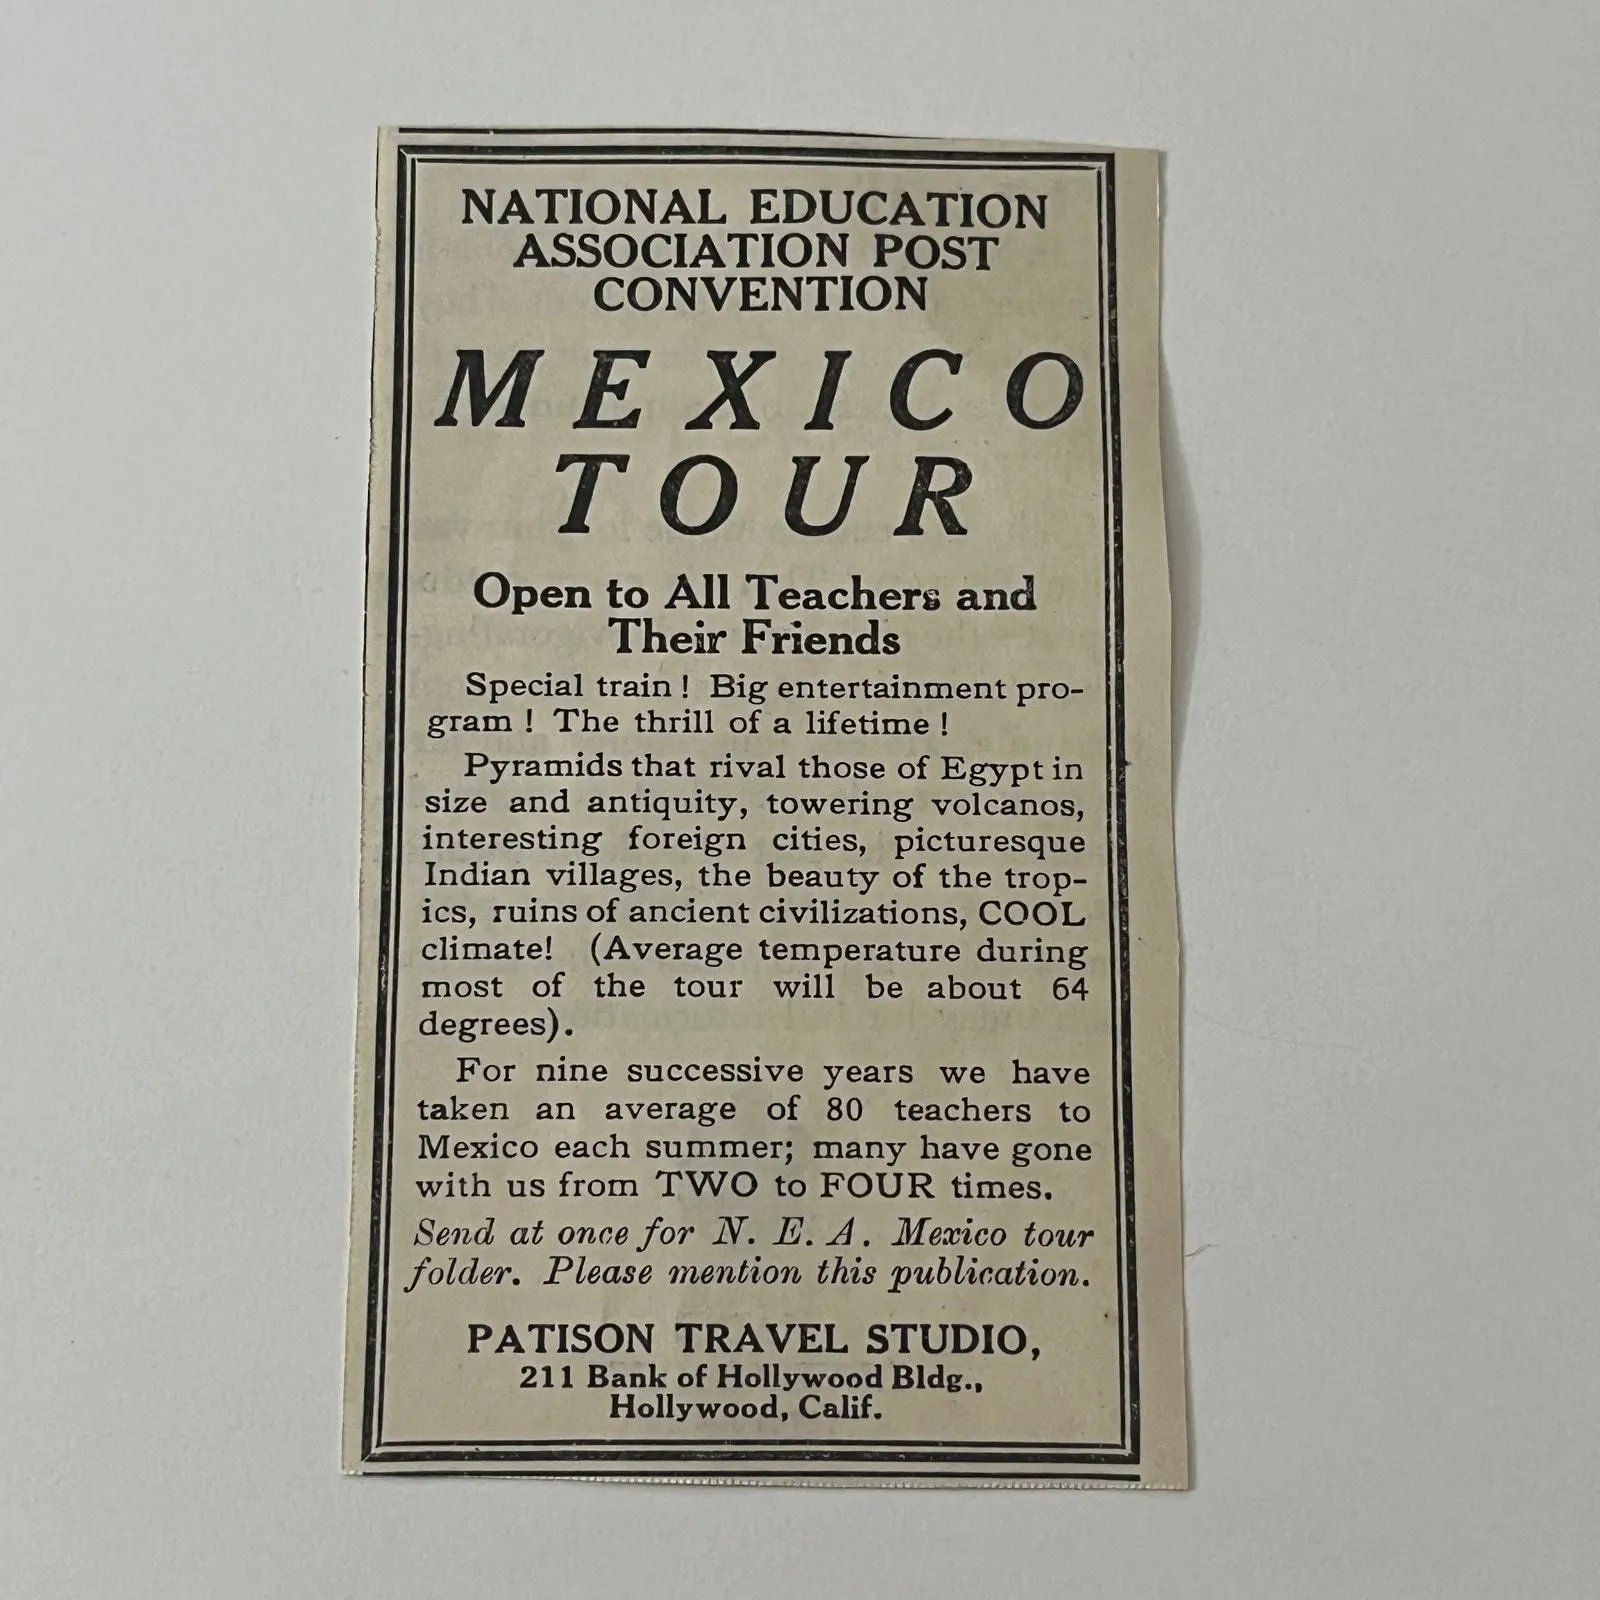 NATIONAL EDUCATION
ASSOCIATION POST
CONVENTION
MEXICO
TOUR
Open to All Teachers and
Their Friends
Special train! Big entertainment pro-
gram! The thrill of a lifetime!
Pyramids that rival those of Egypt in
size and antiquity, towering volcanos,
interesting foreign cities, picturesque
Indian villages, the beauty of the trop-
ics, ruins of ancient civilizations, COOL
climate! (Average temperature during
most of the tour will be about 64
degrees).
For nine successive years we have
taken an average of 80 teachers to
Mexico each summer; many have gone
with us from TWO to FOUR times.
Send at once for N. E. A. Mexico tour
folder. Please mention this publication.
PATISON TRAVEL STUDIO,
211 Bank of Hollywood Bldg.,
Hollywood, Calif.